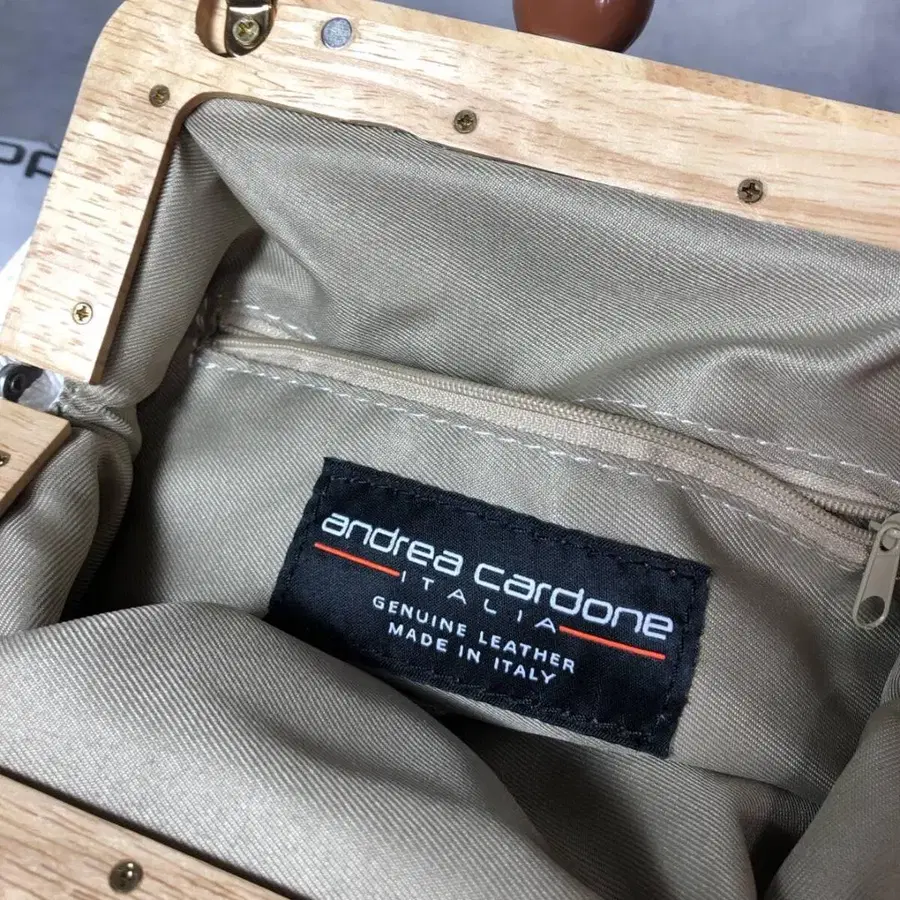 andrea cardone
ITALIA
GENUINE LEATHER
MADE IN ITALY